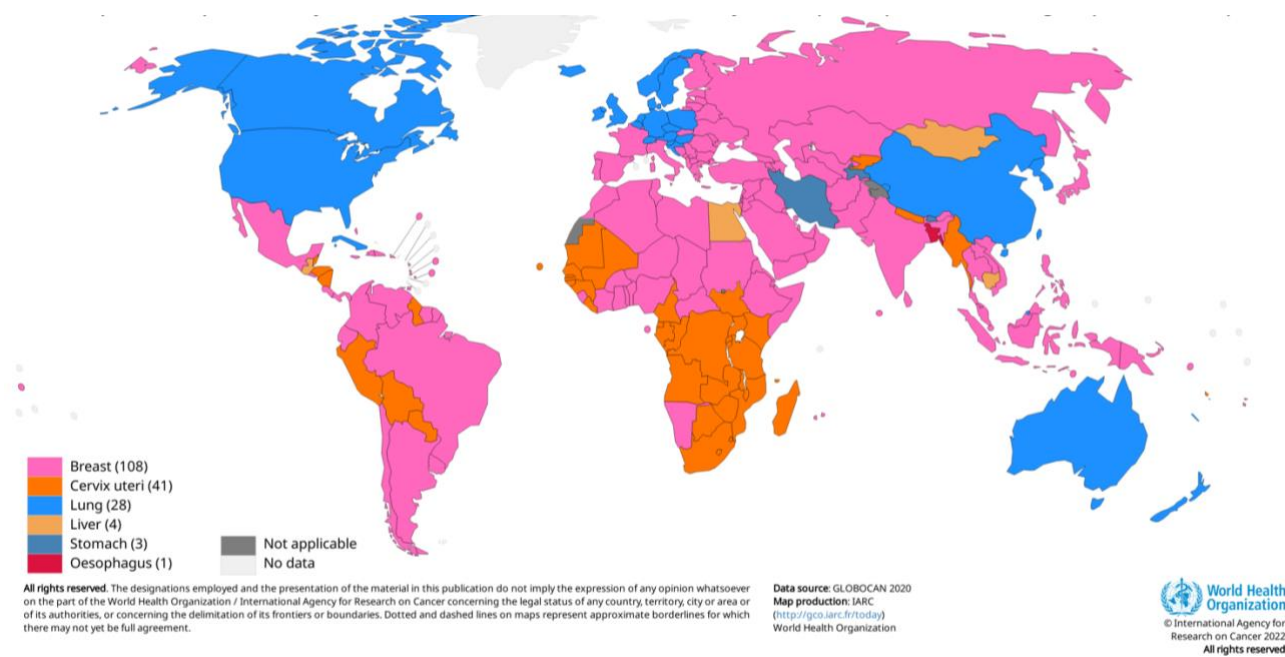 Breast (108)
Cervix uteri (41)
Lung (28)
Liver (4)
Stomach (3)
Oesophagus (1)
Not applicable
No data
All rights reserved. The designations employed and the presentation of the material in this publication do not imply the expression of any opinion whatsoever
on the part of the World Health Organization / International Agency for Research on Cancer concerning the legal status of any country, territory, city or area or
of its authorities, or concerning the delimitation of its frontiers or boundaries. Dotted and dashed lines on maps represent approximate borderlines for which
there may not yet be full agreement.
Data source: GLOBOCAN 2020
Map production: IARC
(http://gco.iarc.fr/today)
World Health Organization
World Health
Organization
© International Agency for
Research on Cancer 2022
All rights reserved